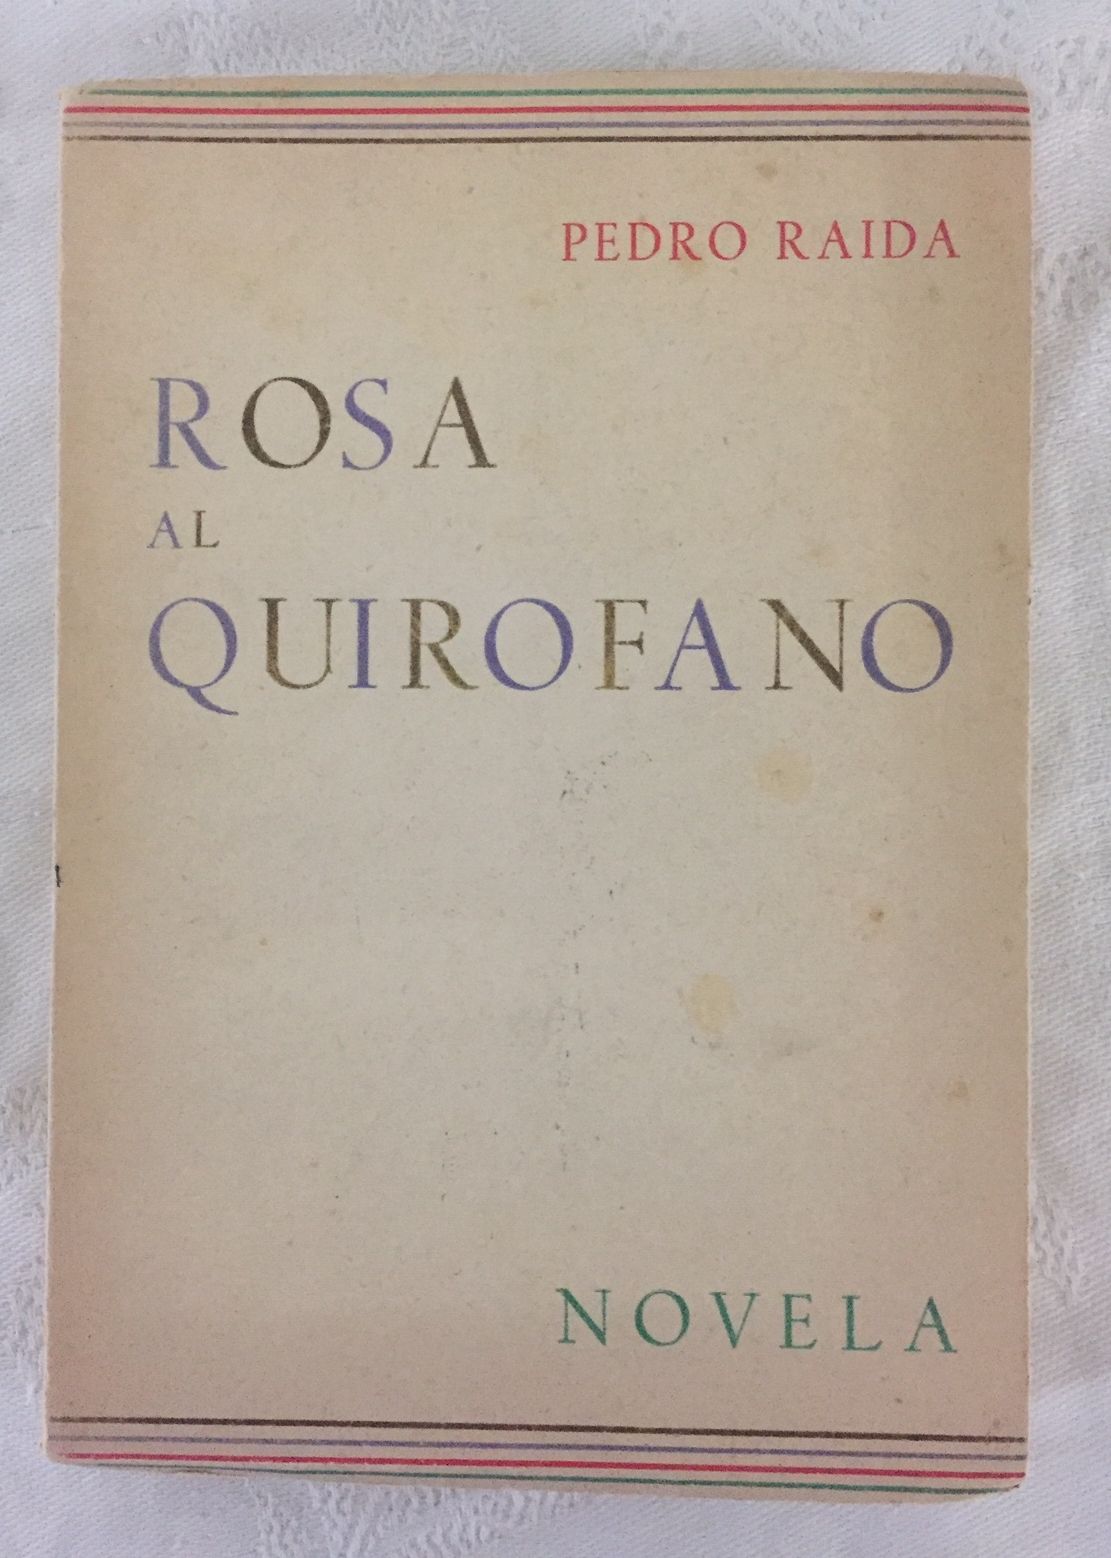 PEDRO RAIDA
ROSA
AL
QUIROFANO
NOVELA